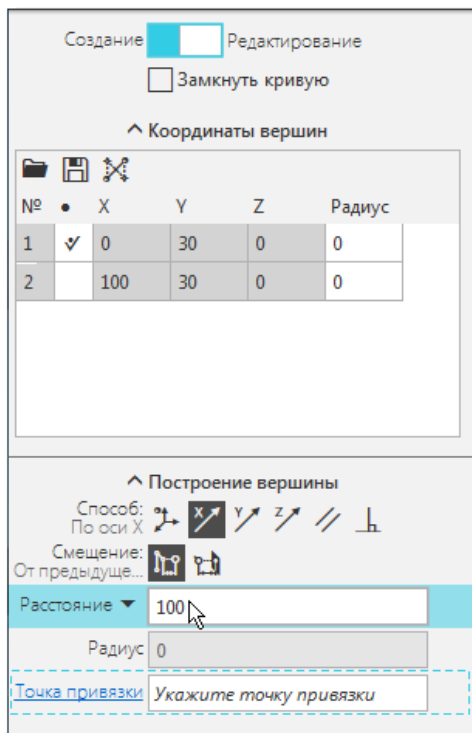 Создание Редактирование
Замкнуть кривую
Координаты вершин
№ • X Y Z Радиус
1 0 30 0 0
2 100 30 0 0
Построение вершины
Способ:
По оси X
X Y Z
Смещение:
От предыдуще...
Расстояние 100
Радиус 0
Точка привязки Укажите точку привязки